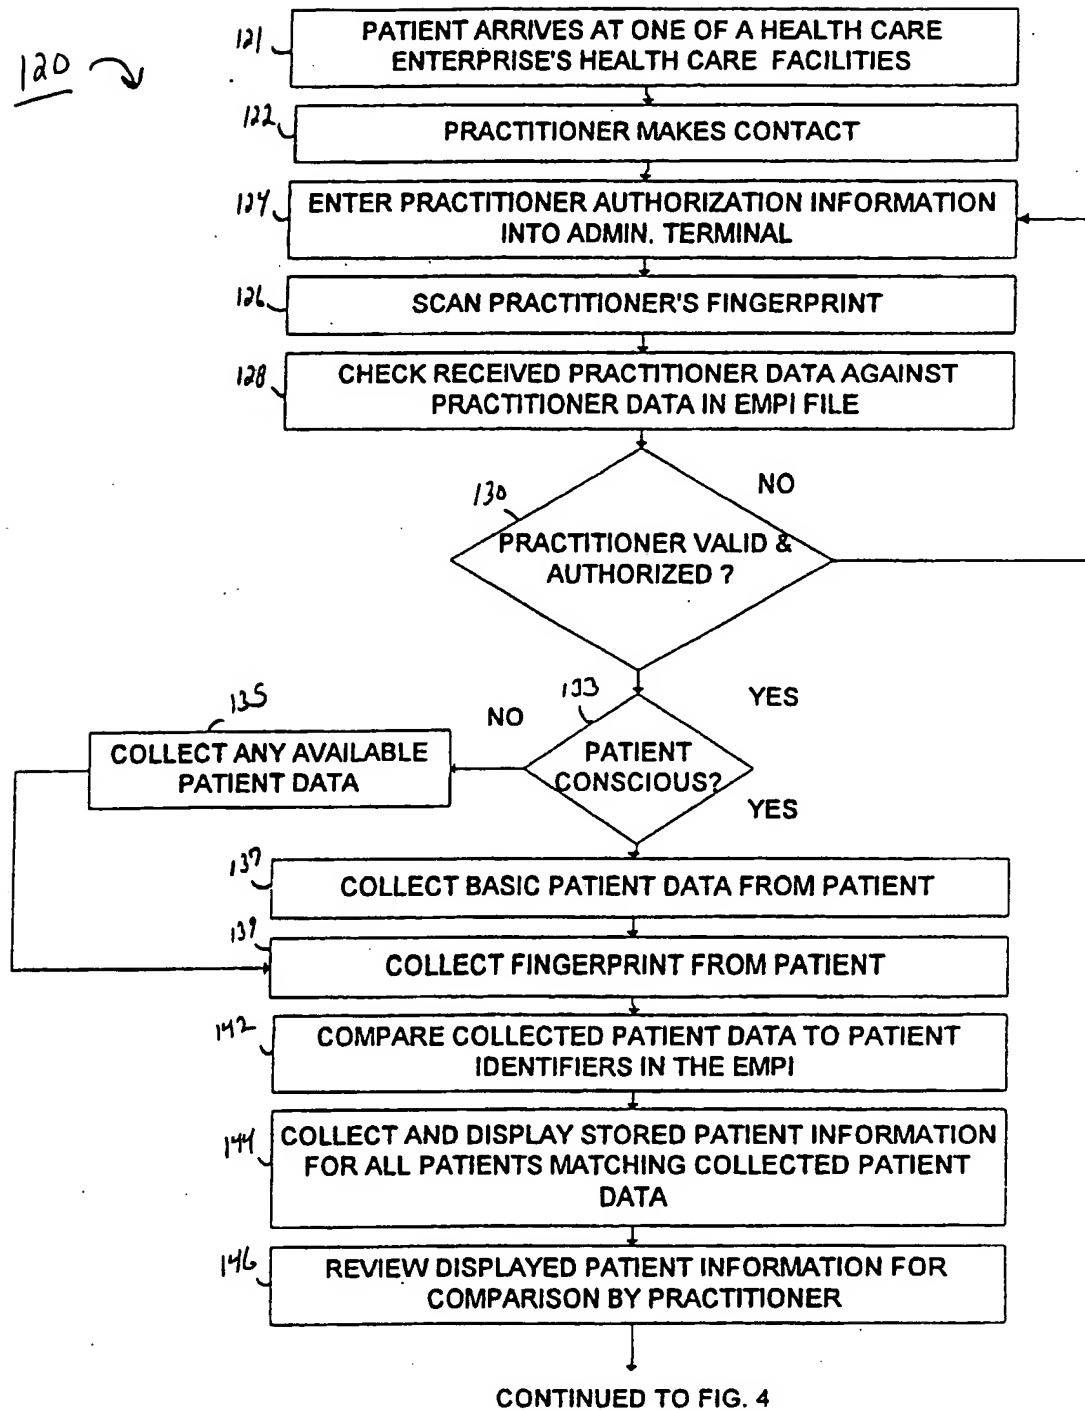 120
121
PATIENT ARRIVES AT ONE OF A HEALTH CARE
ENTERPRISE'S HEALTH CARE FACILITIES
122
PRACTITIONER MAKES CONTACT
124
ENTER PRACTITIONER AUTHORIZATION INFORMATION
INTO ADMIN. TERMINAL
126
SCAN PRACTITIONER'S FINGERPRINT
128
CHECK RECEIVED PRACTITIONER DATA AGAINST
PRACTITIONER DATA IN EMPI FILE
130
NO
PRACTITIONER VALID &
AUTHORIZED ?
133
YES
135
NO
COLLECT ANY AVAILABLE
PATIENT DATA
PATIENT
CONSCIOUS?
YES
137
COLLECT BASIC PATIENT DATA FROM PATIENT
139
COLLECT FINGERPRINT FROM PATIENT
142
COMPARE COLLECTED PATIENT DATA TO PATIENT
IDENTIFIERS IN THE EMPI
144
COLLECT AND DISPLAY STORED PATIENT INFORMATION
FOR ALL PATIENTS MATCHING COLLECTED PATIENT
DATA
146
REVIEW DISPLAYED PATIENT INFORMATION FOR
COMPARISON BY PRACTITIONER
CONTINUED TO FIG. 4